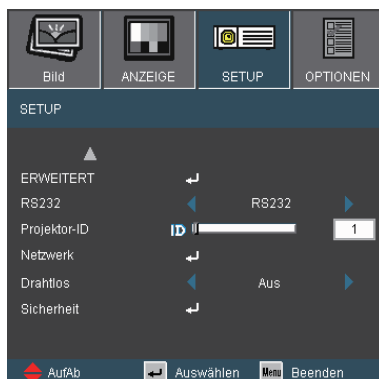 Bild ANZEIGE SETUP OPTIONEN
SETUP
ERWEITERT
RS232 RS232
Projektor-ID ID 1
Netzwerk
Drahtlos Aus
Sicherheit
AufAb Auswählen Menu Beenden